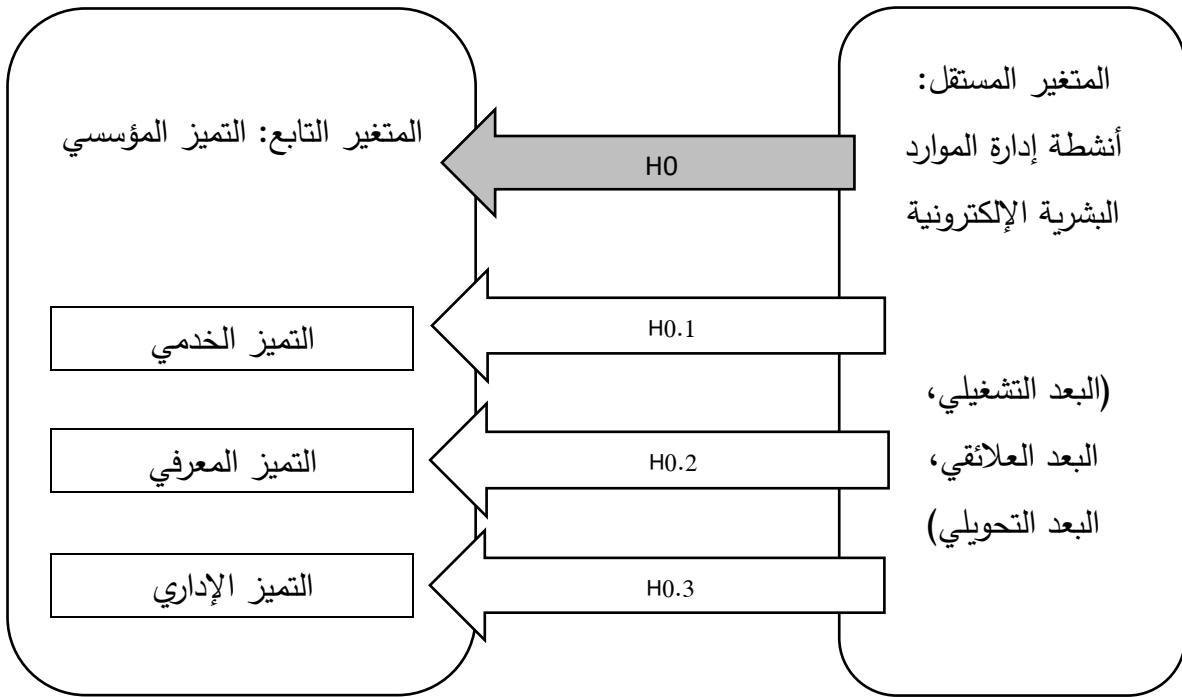 المتغير المستقل:
أنشطة إدارة الموارد
البشرية الإلكترونية
(البعد التشغيلي،
البعد العلائقي،
البعد التحويلي)
H0
H0.1
H0.2
H0.3
المتغير التابع: التميز المؤسسي
التميز الخدمي
التميز المعرفي
التميز الإداري